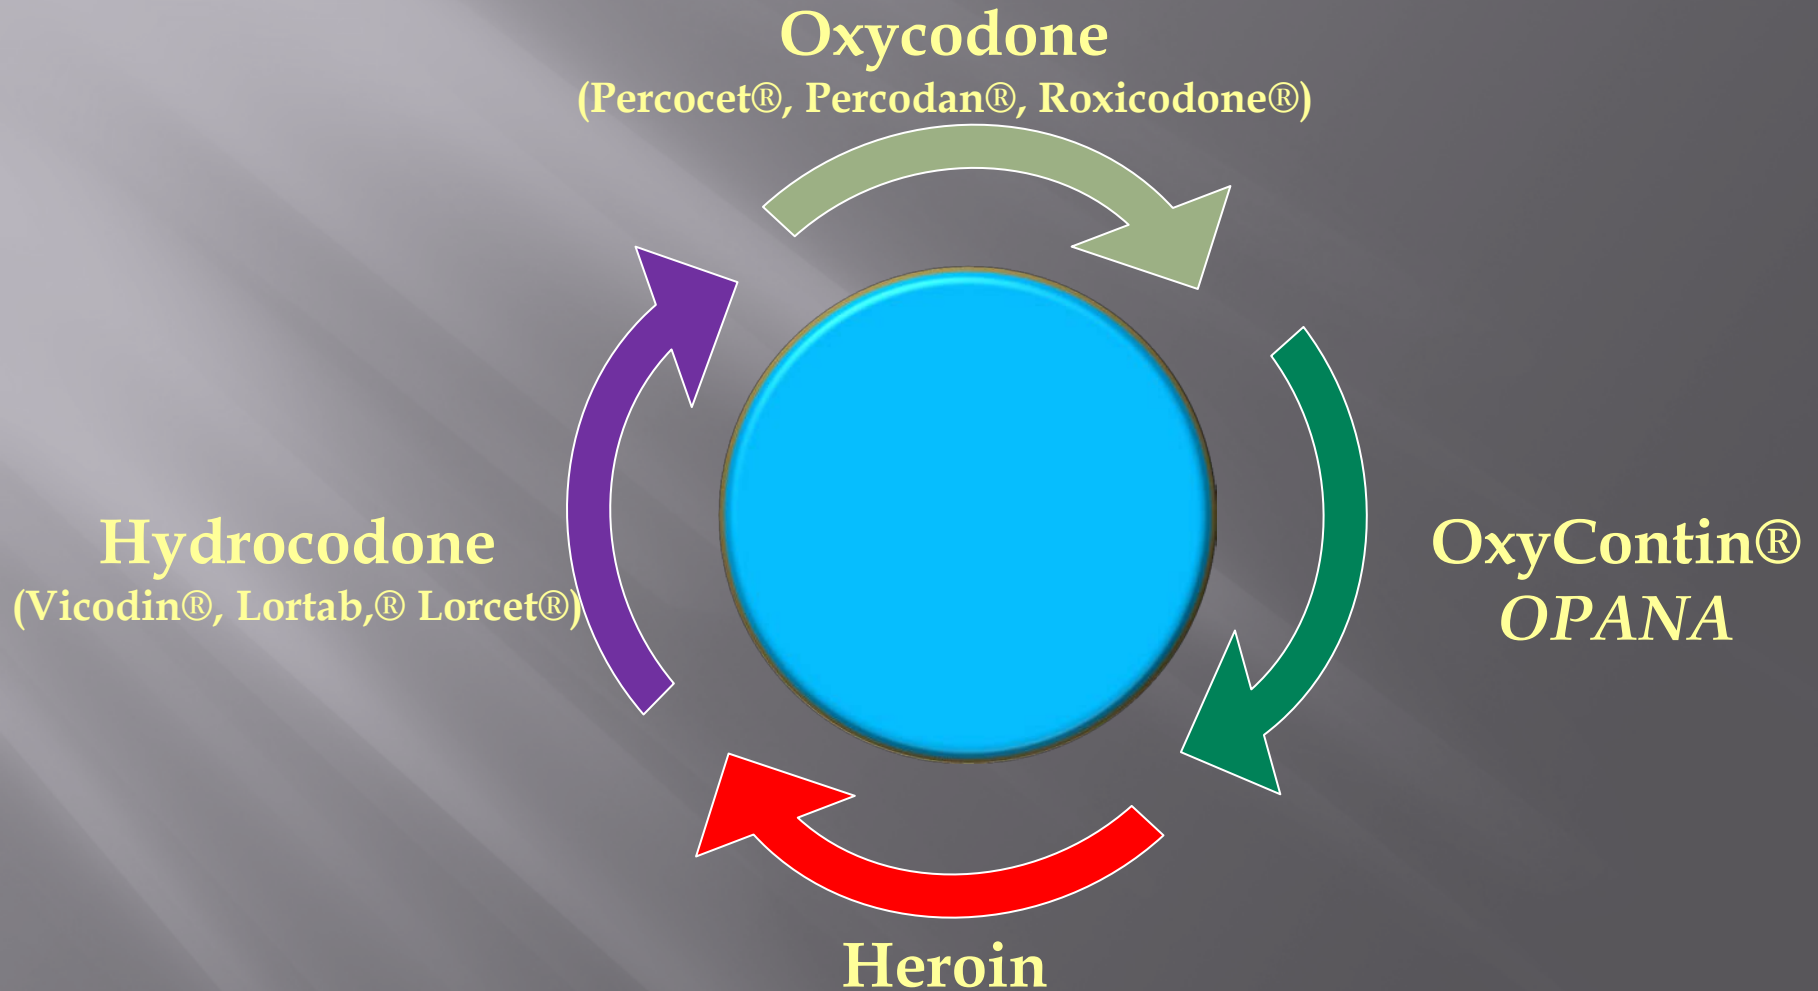 Oxycodone
(Percocet®, Percodan®, Roxicodone®)
Hydrocodone
(Vicodin®, Lortab,® Lorcet®)
OxyContin®
OPANA
Heroin